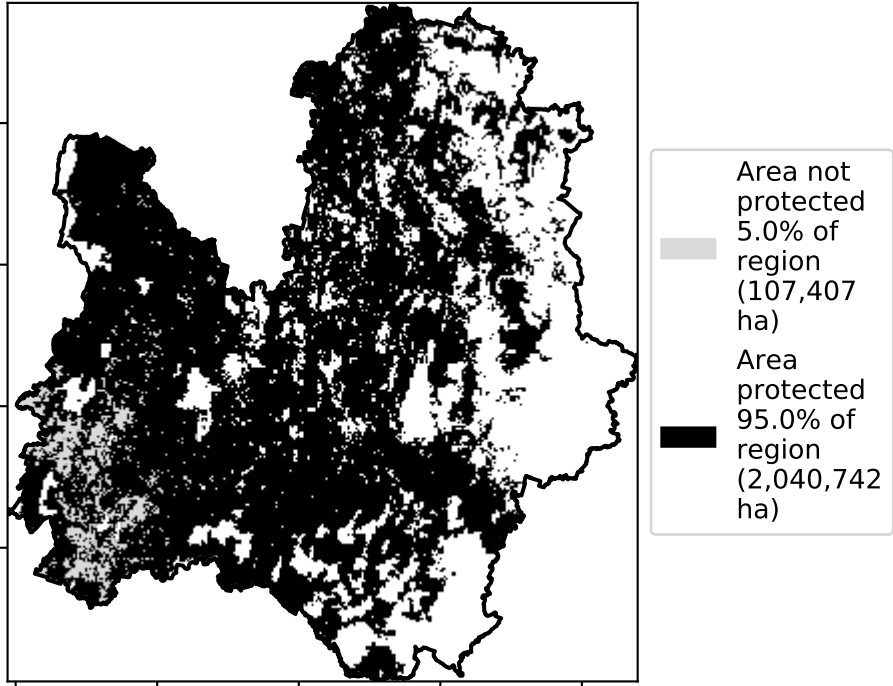 Area not
protected
5.0% of
region
(107,407
ha)
Area
protected
95.0% of
region
(2,040,742
ha)